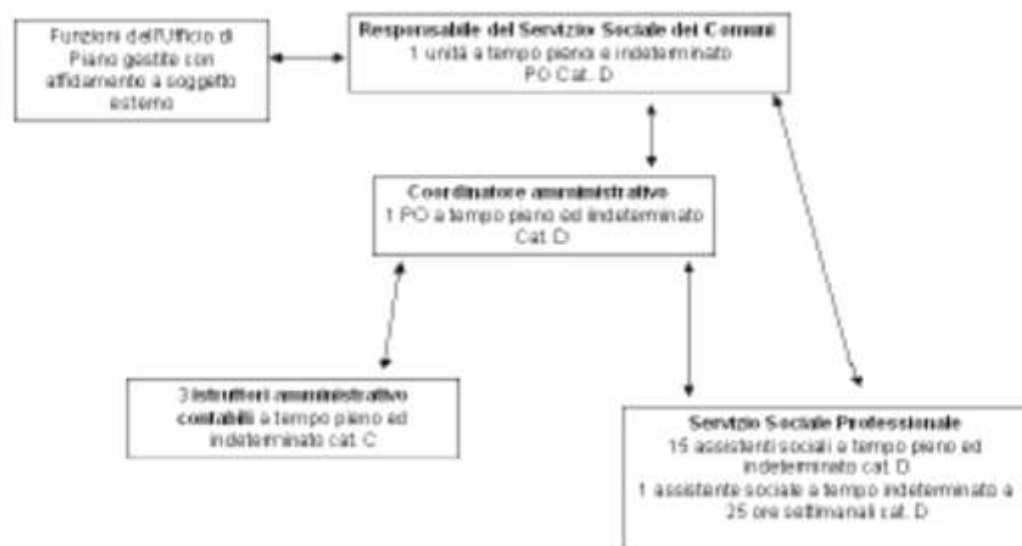 Funzioni dell'Ufficio di
Piano gestite con
affidamento a soggetto
esterno
Responsabile del Servizio Sociale dei Comuni
1 unità a tempo pieno e indeterminato
PO Cat. D
Coordinatore amministrativo
1 PO a tempo pieno ed indeterminato
Cat. D
3 istruttori amministrativo
contabili a tempo pieno ed
indeterminato cat. C
Servizio Sociale Professionale
15 assistenti sociali a tempo pieno ed
indeterminato cat. D
1 assistente sociale a tempo indeterminato a
25 ore settimanali cat. D